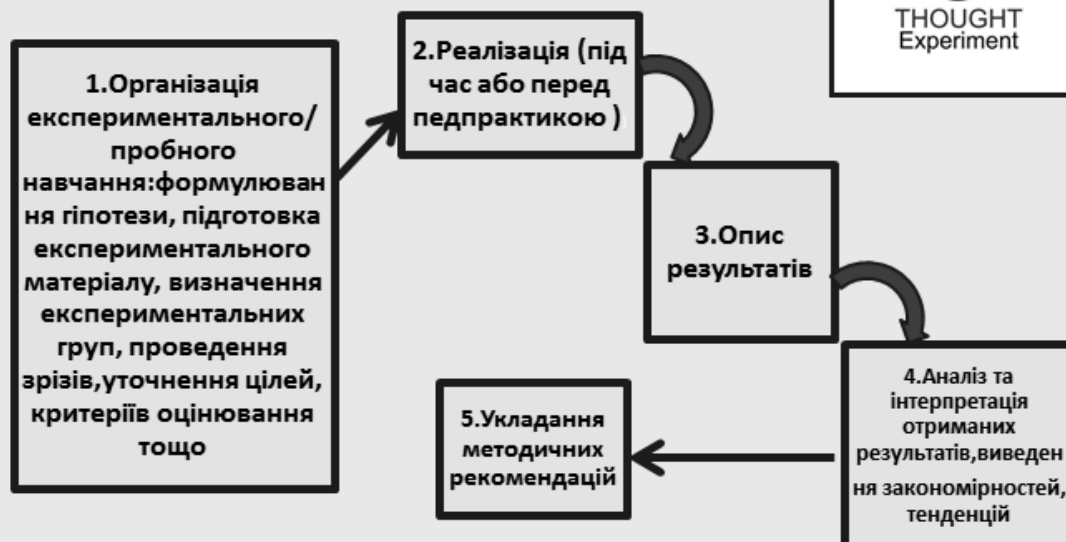 1.Організація
експериментального/
пробного
навчання:формулюван
ня гіпотези, підготовка
експериментального
матеріалу, визначення
експериментальних
груп, проведення
зрізів,уточнення цілей,
критеріїв оцінювання
тощо
2.Реалізація (під
час або перед
педпрактикою )
THOUGHT
Experiment
3.Опис
результатів
4.Аналіз та
інтерпретація
отриманих
результатів,виведен
ня закономірностей,
тенденцій
5.Укладання
методичних
рекомендацій